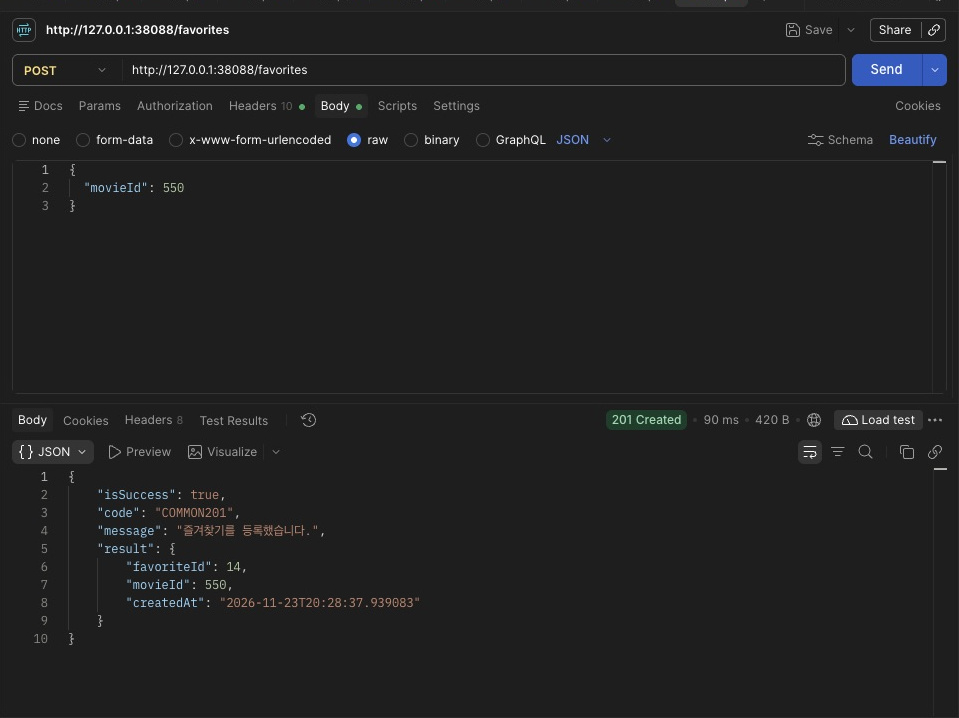 HTTP http://127.0.0.1:38088/favorites Save Share
POST http://127.0.0.1:38088/favorites Send
Docs Params Authorization Headers 10 Body Scripts Settings Cookies
none form-data x-www-form-urlencoded raw binary GraphQL JSON Schema Beautify
1 {
2 "movieId": 550
3 }
Body Cookies Headers 8 Test Results 201 Created 90 ms 420 B Load test
{} JSON Preview Visualize
1 {
2 "isSuccess": true,
3 "code": "COMMON201",
4 "message": "즐겨찾기를 등록했습니다.",
5 "result": {
6 "favoriteId": 14,
7 "movieId": 550,
8 "createdAt": "2026-11-23T20:28:37.939083"
9 }
10 }